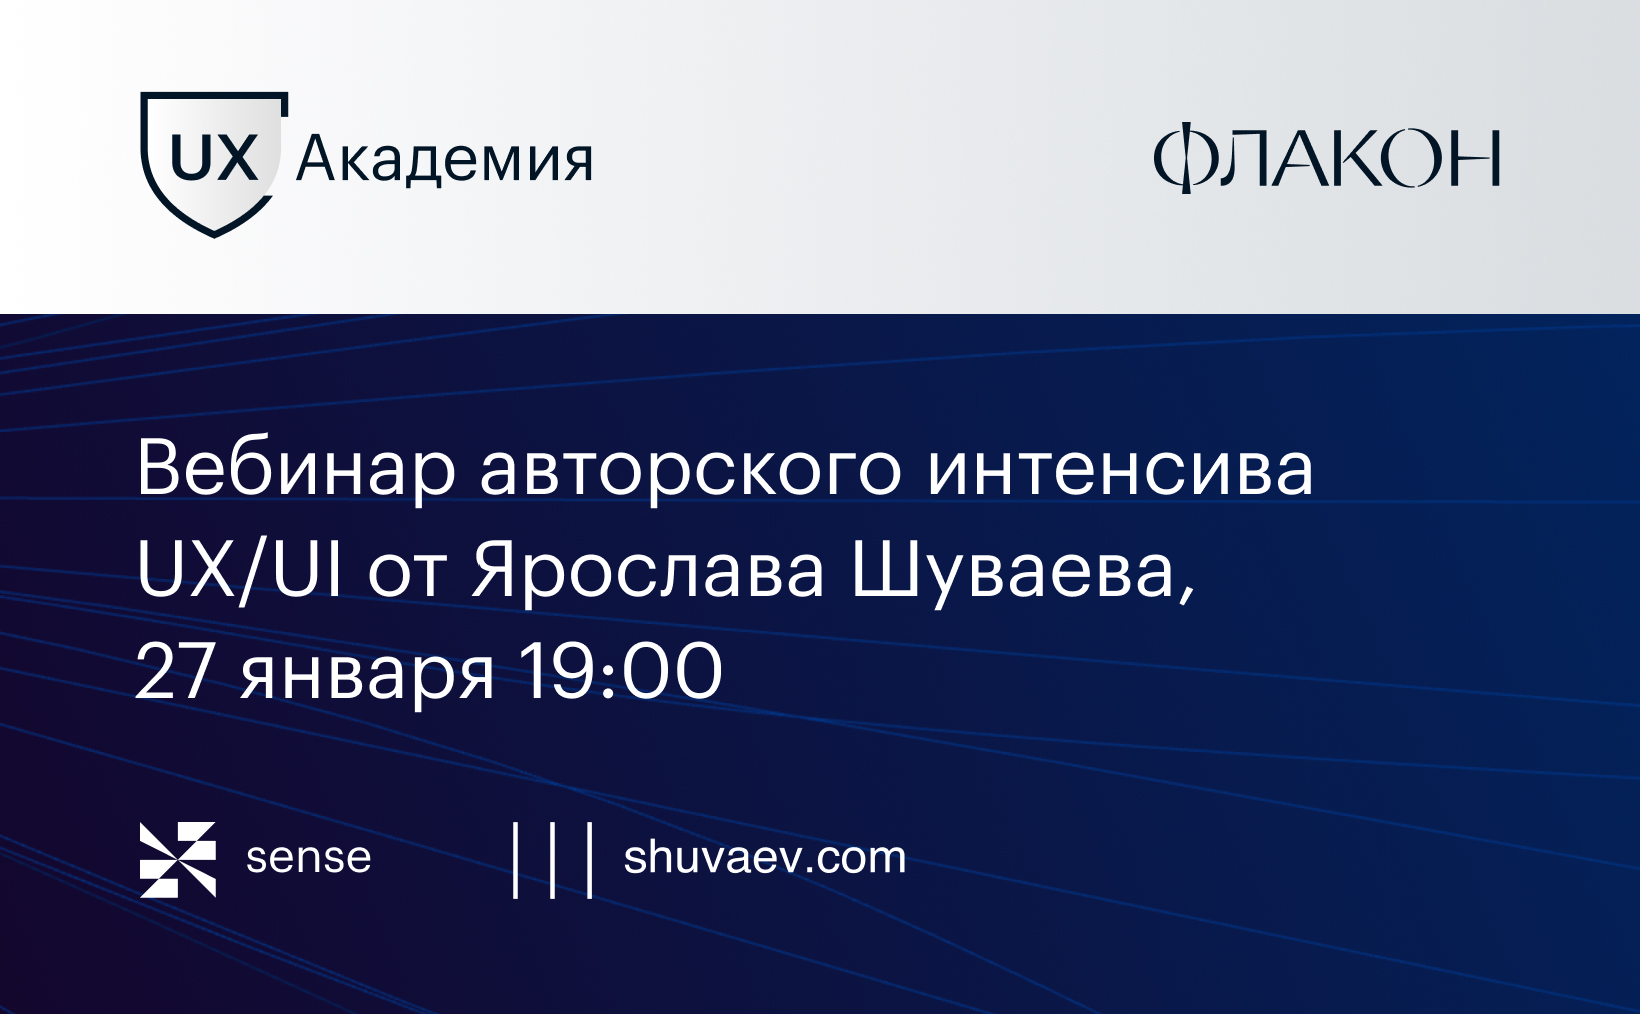 UX Академия
ФЛАКОН
Вебинар авторского интенсива
UX/UI от Ярослава Шуваева,
27 января 19:00
sense
shuvaev.com